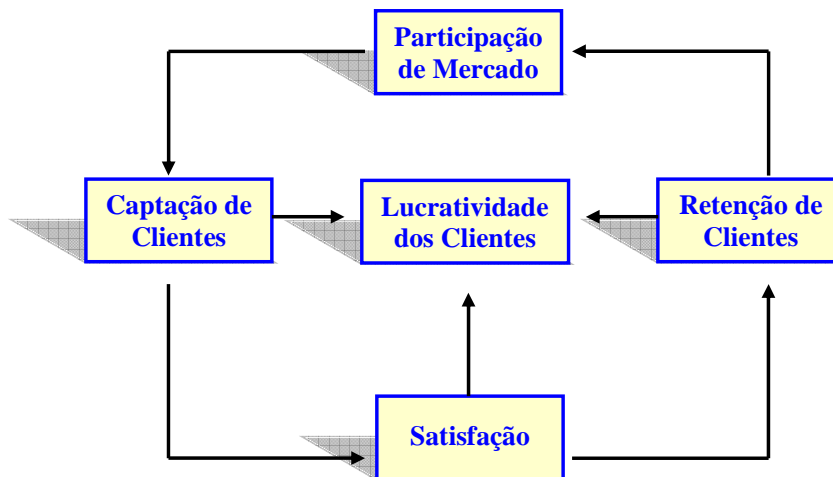 Participação
de Mercado
Captação de
Clientes
Lucratividade
dos Clientes
Retenção de
Clientes
Satisfação